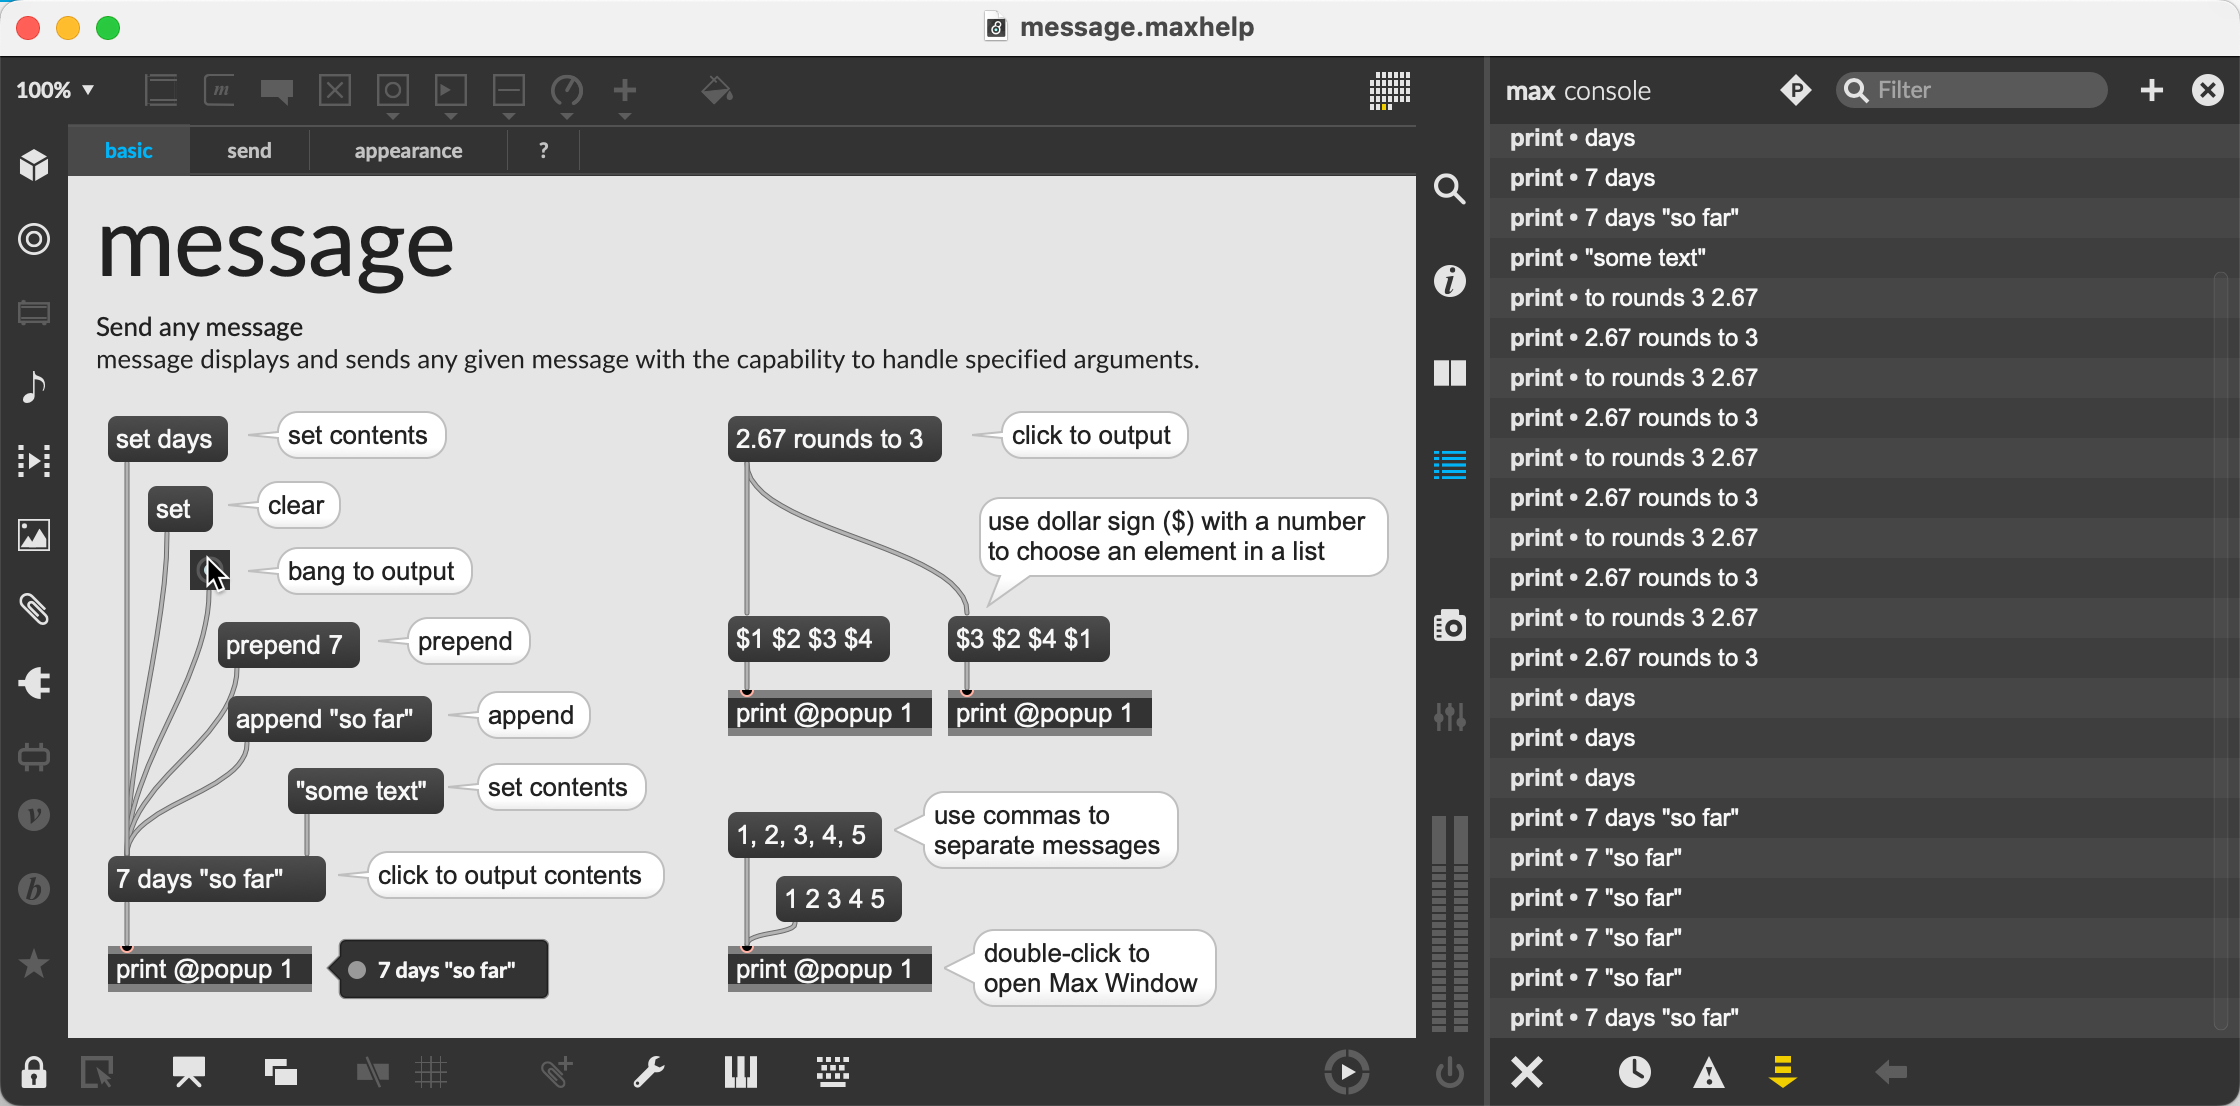 message.maxhelp
100%
m
basic
send
appearance
?
message
Send any message
message displays and sends any given message with the capability to handle specified arguments.
set days
set contents
set
clear
bang to output
prepend 7
prepend
append "so far"
append
"some text"
set contents
7 days "so far"
click to output contents
print @popup 1
7 days "so far"
2.67 rounds to 3
click to output
use dollar sign ($) with a number
to choose an element in a list
$1 $2 $3 $4
$3 $2 $4 $1
print @popup 1
print @popup 1
1, 2, 3, 4, 5
use commas to
separate messages
1 2 3 4 5
print @popup 1
double-click to
open Max Window
max console
P
Filter
print • days
print • 7 days
print • 7 days "so far"
print • "some text"
print • to rounds 3 2.67
print • 2.67 rounds to 3
print • to rounds 3 2.67
print • 2.67 rounds to 3
print • to rounds 3 2.67
print • 2.67 rounds to 3
print • to rounds 3 2.67
print • 2.67 rounds to 3
print • to rounds 3 2.67
print • 2.67 rounds to 3
print • days
print • days
print • days
print • 7 days "so far"
print • 7 "so far"
print • 7 "so far"
print • 7 "so far"
print • 7 "so far"
print • 7 days "so far"